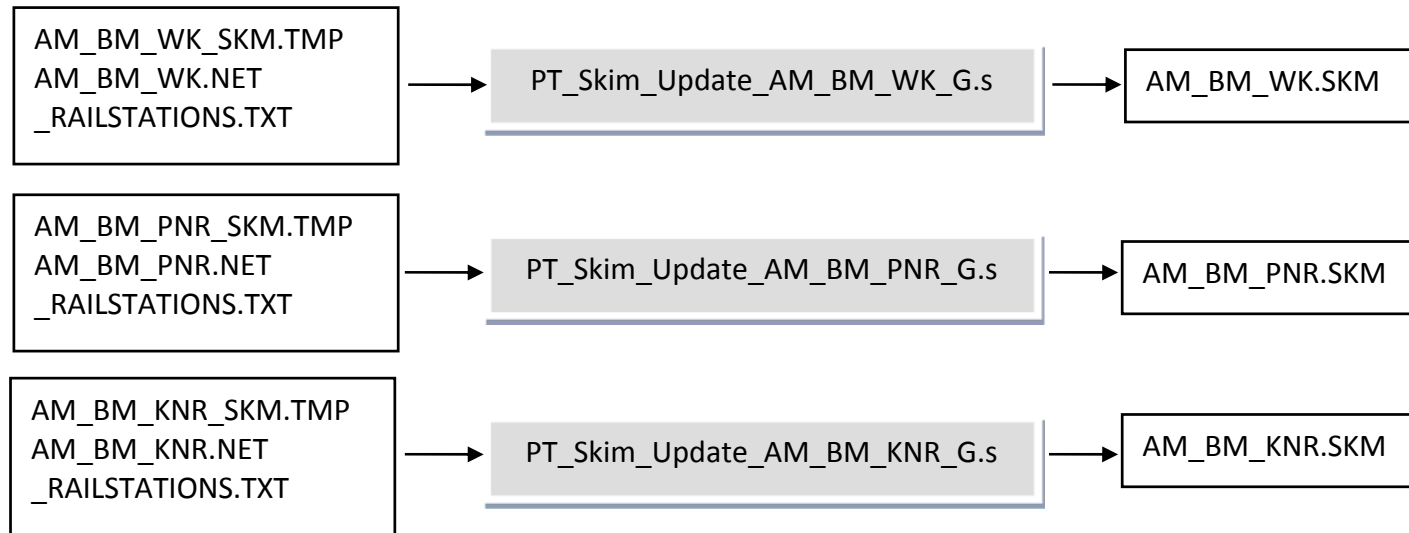 AM_BM_WK_SKM.TMP
AM_BM_WK.NET
_RAILSTATIONS.TXT
PT_Skim_Update_AM_BM_WK_G.s
AM_BM_WK.SKM
AM_BM_PNR_SKM.TMP
AM_BM_PNR.NET
_RAILSTATIONS.TXT
PT_Skim_Update_AM_BM_PNR_G.s
AM_BM_PNR.SKM
AM_BM_KNR_SKM.TMP
AM_BM_KNR.NET
_RAILSTATIONS.TXT
PT_Skim_Update_AM_BM_KNR_G.s
AM_BM_KNR.SKM